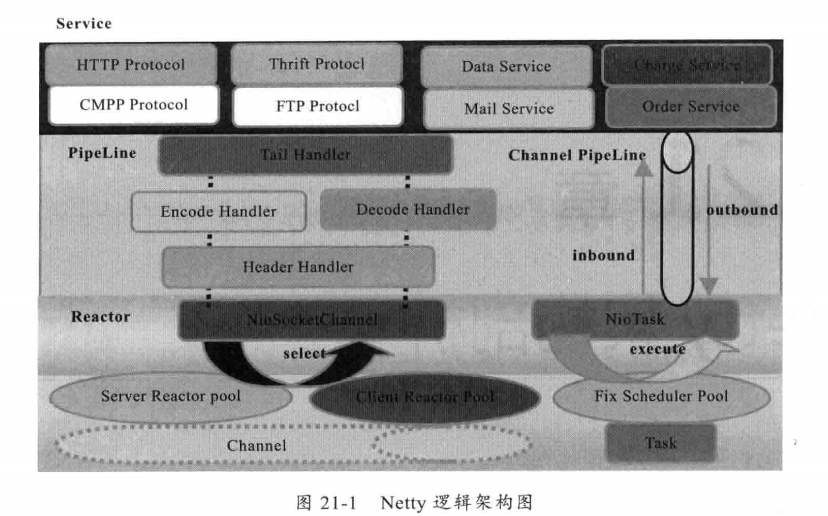 Service
HTTP Protocol Thrift Protocl Data Service Charge Service
CMPP Protocol FTP Protocl Mail Service Order Service
PipeLine Tail Handler Channel PipeLine
Encode Handler Decode Handler outbound
inbound
Header Handler
Reactor NioSocketChannel NioTask
select execute
Server Reactor pool Client Reactor Pool Fix Scheduler Pool
Channel Task
图 21-1 Netty 逻辑架构图